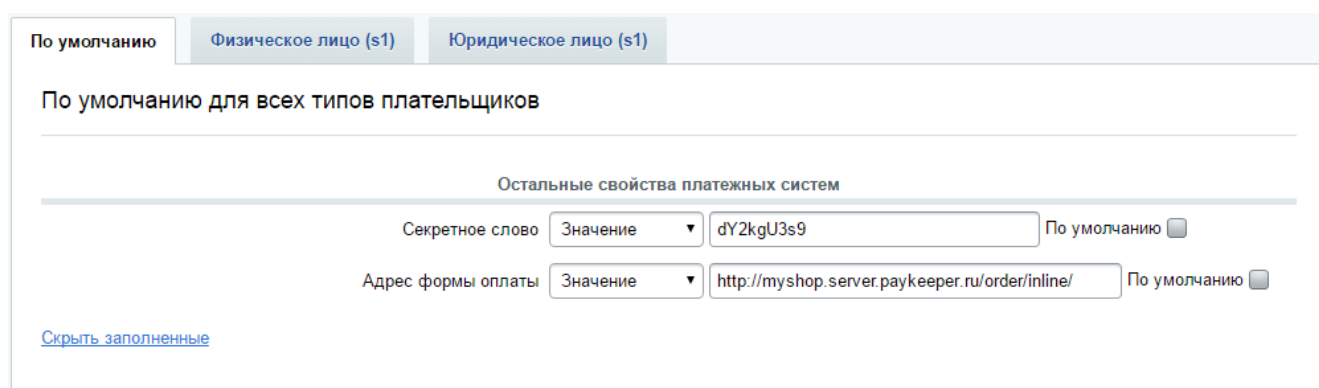 По умолчанию Физическое лицо (s1) Юридическое лицо (s1)
По умолчанию для всех типов плательщиков
Остальные свойства платежных систем
Секретное слово Значение dY2kgU3s9 По умолчанию
Адрес формы оплаты Значение http://myshop.server.paykeeper.ru/order/inline/ По умолчанию
Скрыть заполненные